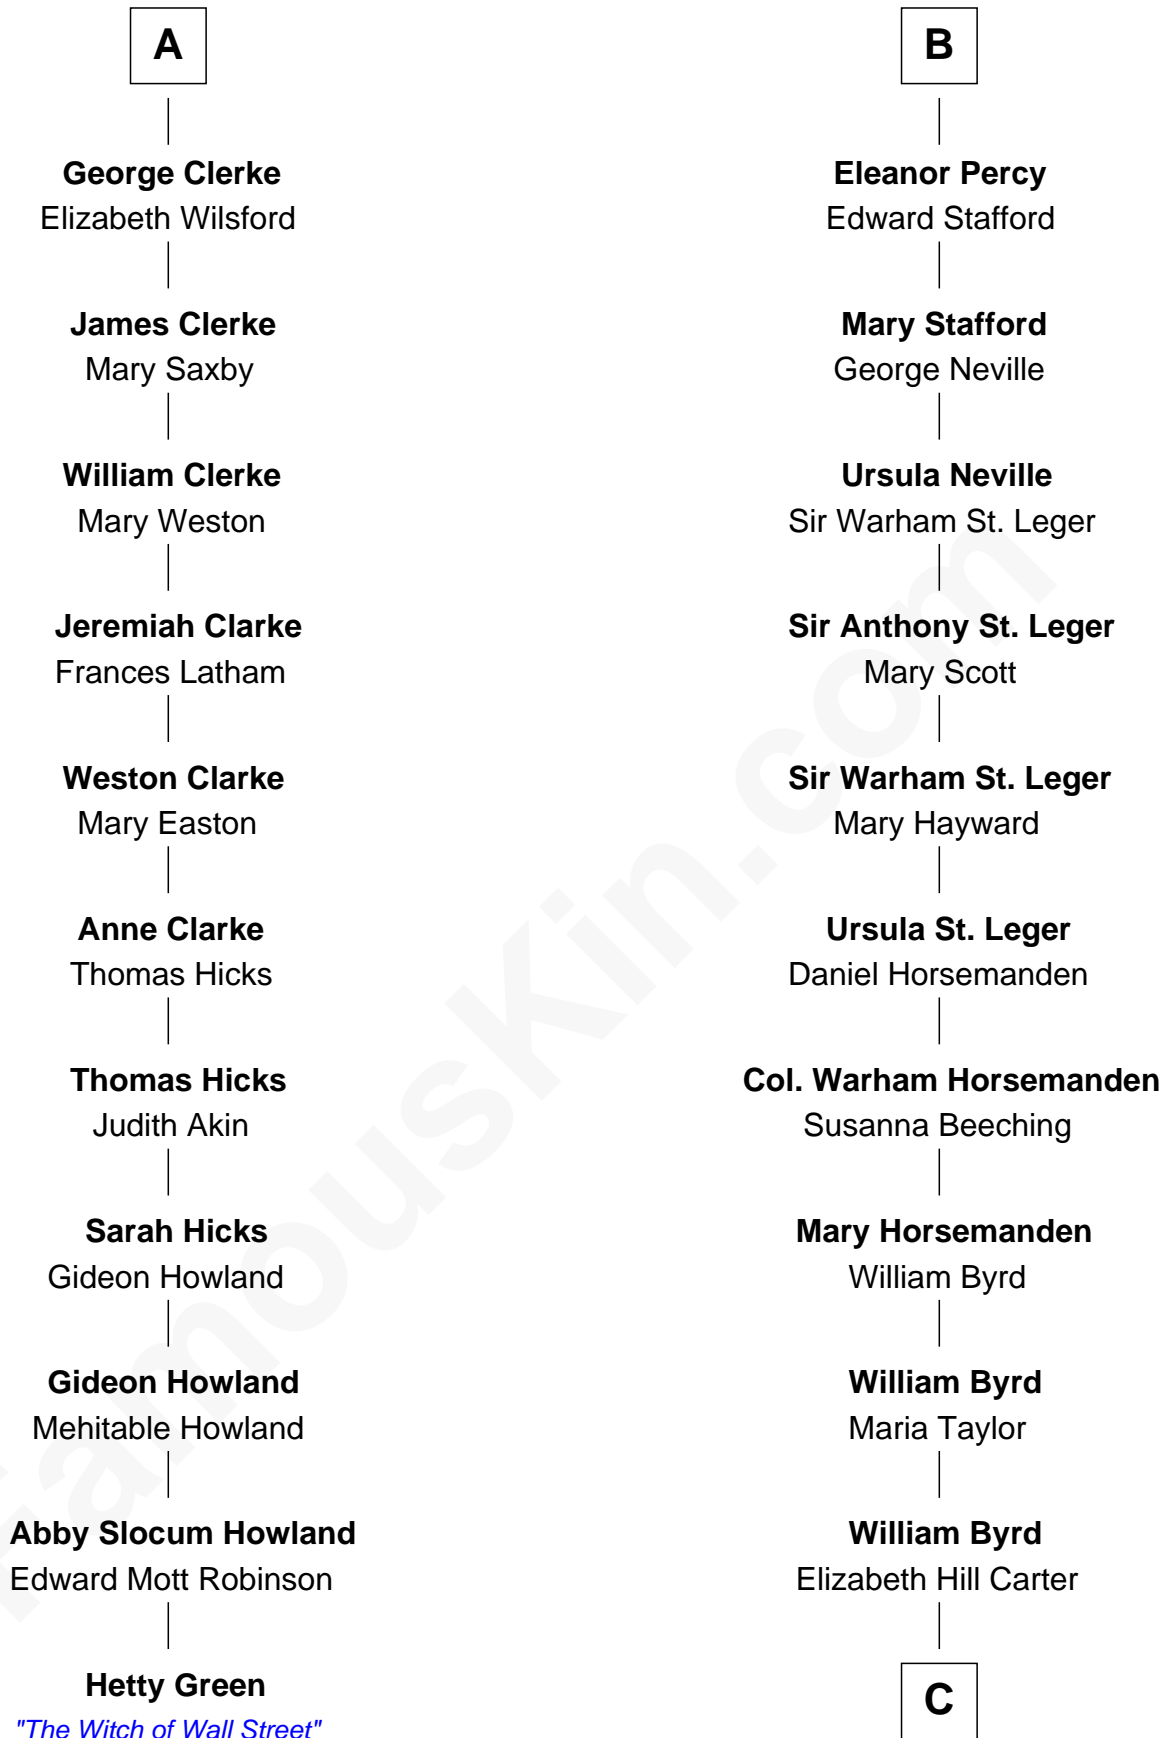 A
George Clerke
Elizabeth Wilsford
James Clerke
Mary Saxby
William Clerke
Mary Weston
Jeremiah Clarke
Frances Latham
Weston Clarke
Mary Easton
Anne Clarke
Thomas Hicks
Thomas Hicks
Judith Akin
Sarah Hicks
Gideon Howland
Gideon Howland
Mehitable Howland
Abby Slocum Howland
Edward Mott Robinson
Hetty Green
"The Witch of Wall Street"
B
Eleanor Percy
Edward Stafford
Mary Stafford
George Neville
Ursula Neville
Sir Warham St. Leger
Sir Anthony St. Leger
Mary Scott
Sir Warham St. Leger
Mary Hayward
Ursula St. Leger
Daniel Horsemanden
Col. Warham Horsemanden
Susanna Beeching
Mary Horsemanden
William Byrd
William Byrd
Maria Taylor
William Byrd
Elizabeth Hill Carter
C
FamousKin.com